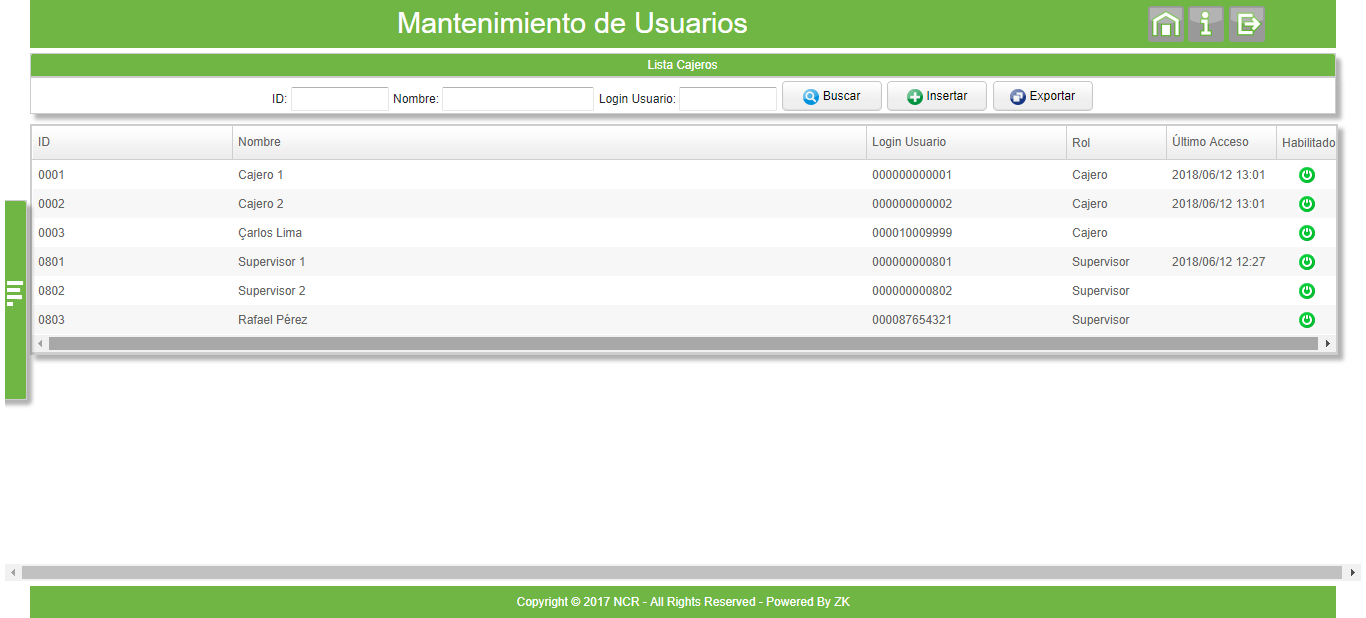 Mantenimiento de Usuarios
Lista Cajeros
ID: Nombre: Login Usuario: Buscar Insertar Exportar
ID Nombre Login Usuario Rol Último Acceso Habilitado
0001 Cajero 1 000000000001 Cajero 2018/06/12 13:01
0002 Cajero 2 000000000002 Cajero 2018/06/12 13:01
0003 Çarlos Lima 000010009999 Cajero
0801 Supervisor 1 000000000801 Supervisor 2018/06/12 12:27
0802 Supervisor 2 000000000802 Supervisor
0803 Rafael Pérez 000087654321 Supervisor
Copyright © 2017 NCR - All Rights Reserved - Powered By ZK